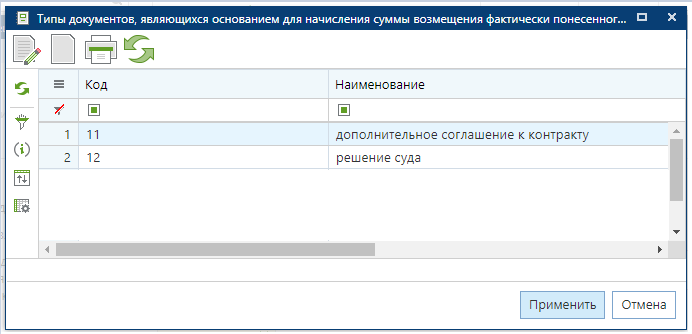 Типы документов, являющихся основанием для начисления суммы возмещения фактически понесенног...
Код Наименование
1 11 дополнительное соглашение к контракту
2 12 решение суда
Применить Отмена